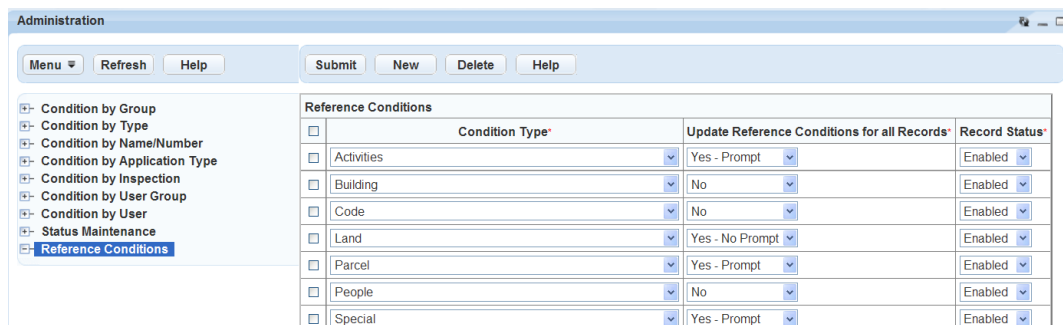 Administration
Menu Refresh Help
Submit New Delete Help
Condition by Group
Condition by Type
Condition by Name/Number
Condition by Application Type
Condition by Inspection
Condition by User Group
Condition by User
Status Maintenance
Reference Conditions
Reference Conditions
Condition Type* Update Reference Conditions for all Records* Record Status*
Activities Yes - Prompt Enabled
Building No Enabled
Code No Enabled
Land Yes - No Prompt Enabled
Parcel Yes - Prompt Enabled
People No Enabled
Special Yes - Prompt Enabled